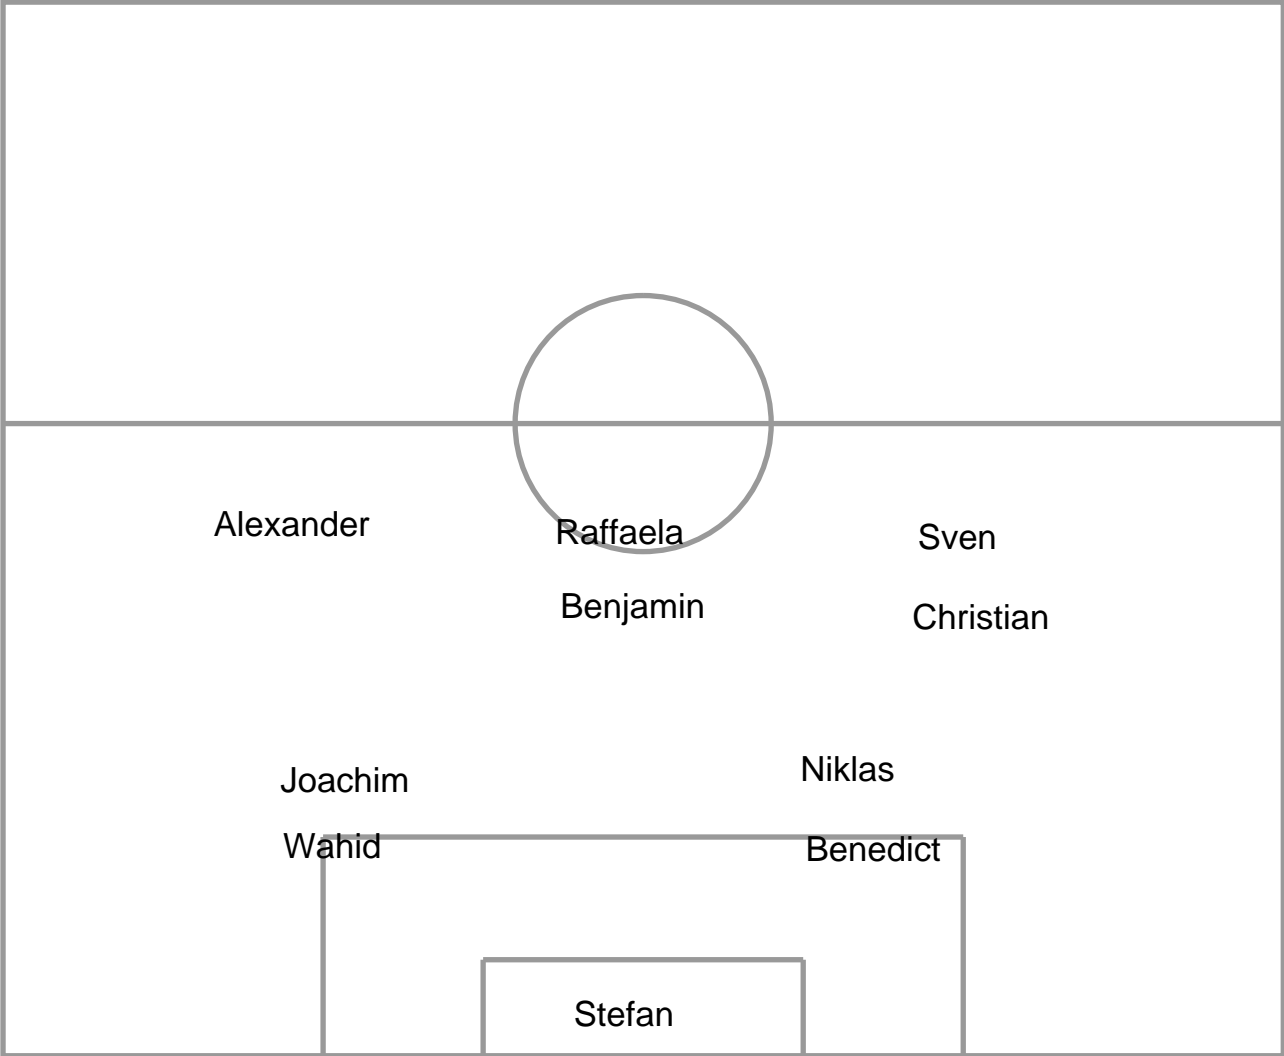 Alexander
Raffaela
Sven
Benjamin
Christian
Joachim
Niklas
Wahid
Benedict
Stefan